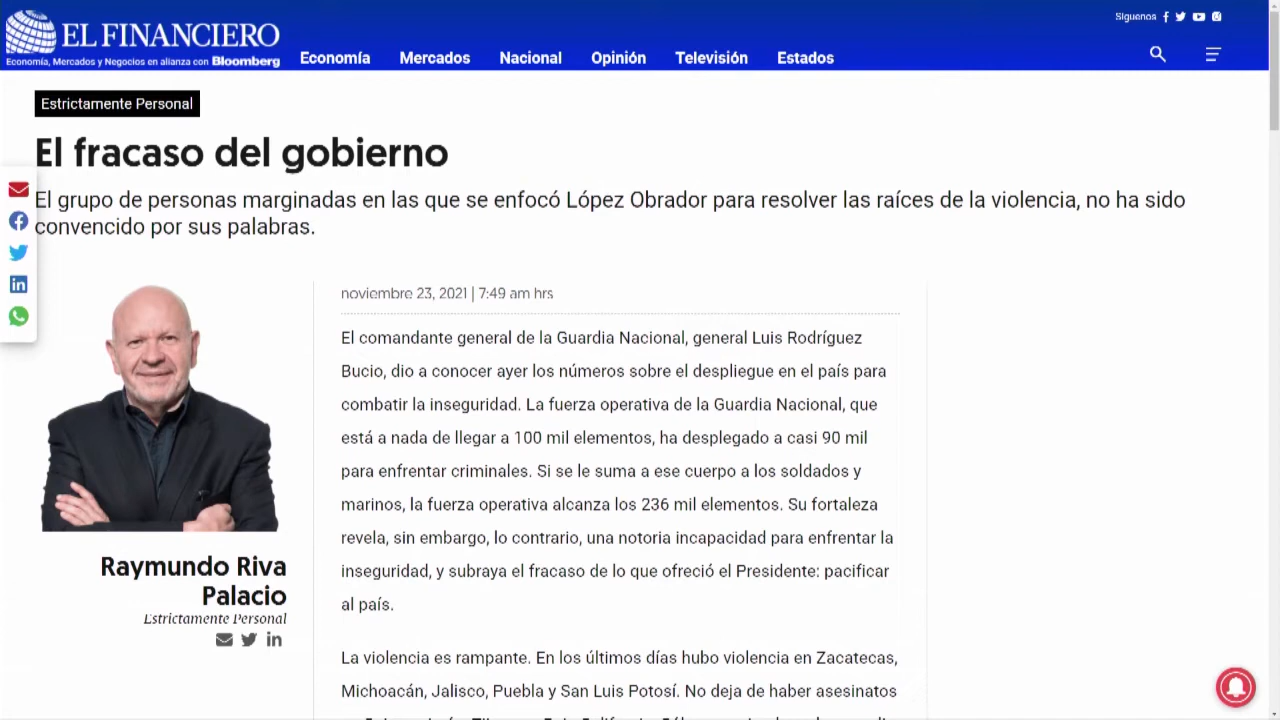 EL FINANCIERO
Economía, Mercados y Negocios en alianza con Bloomberg
Síguenos
Economía Mercados Nacional Opinión Televisión Estados
Estrictamente Personal
El fracaso del gobierno
El grupo de personas marginadas en las que se enfocó López Obrador para resolver las raíces de la violencia, no ha sido
convencido por sus palabras.
Raymundo Riva
Palacio
Estrictamente Personal
noviembre 23, 2021 | 7:49 am hrs
El comandante general de la Guardia Nacional, general Luis Rodríguez
Bucio, dio a conocer ayer los números sobre el despliegue en el país para
combatir la inseguridad. La fuerza operativa de la Guardia Nacional, que
está a nada de llegar a 100 mil elementos, ha desplegado a casi 90 mil
para enfrentar criminales. Si se le suma a ese cuerpo a los soldados y
marinos, la fuerza operativa alcanza los 236 mil elementos. Su fortaleza
revela, sin embargo, lo contrario, una notoria incapacidad para enfrentar la
inseguridad, y subraya el fracaso de lo que ofreció el Presidente: pacificar
al país.
La violencia es rampante. En los últimos días hubo violencia en Zacatecas,
Michoacán, Jalisco, Puebla y San Luis Potosí. No deja de haber asesinatos